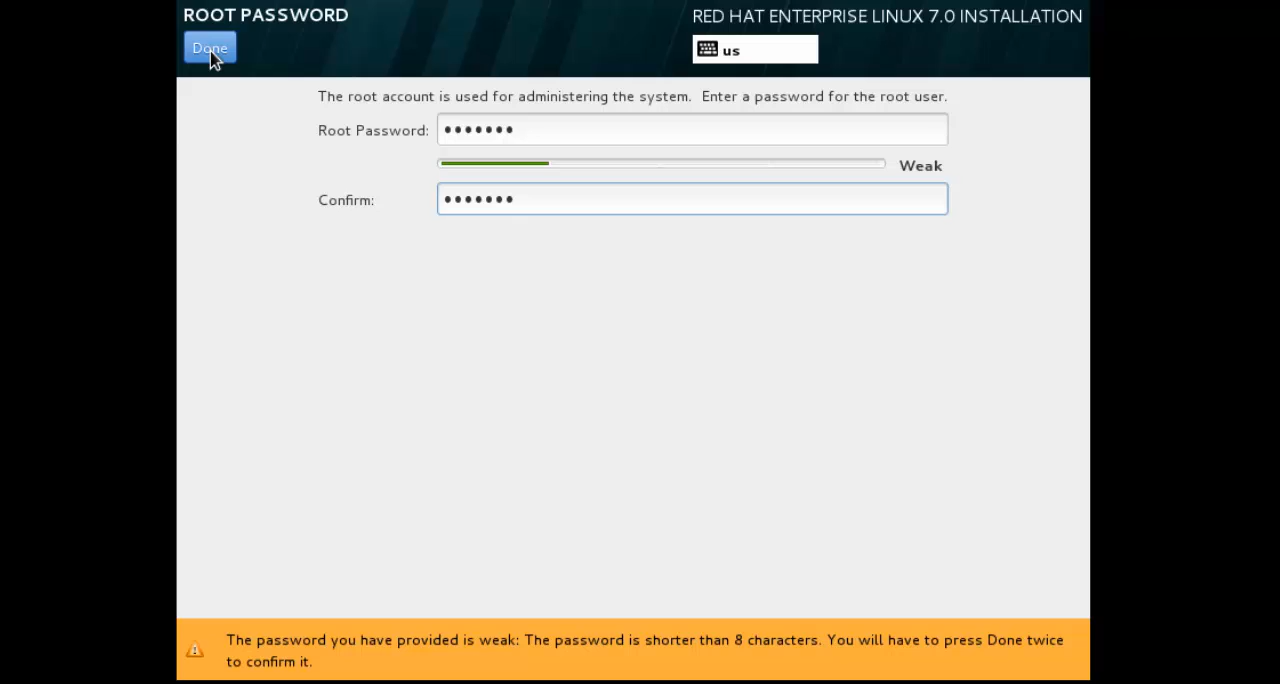 ROOT PASSWORD
RED HAT ENTERPRISE LINUX 7.0 INSTALLATION
Done
us
The root account is used for administering the system.  Enter a password for the root user.
Root Password: •••••••
Weak
Confirm: •••••••
The password you have provided is weak: The password is shorter than 8 characters. You will have to press Done twice
to confirm it.